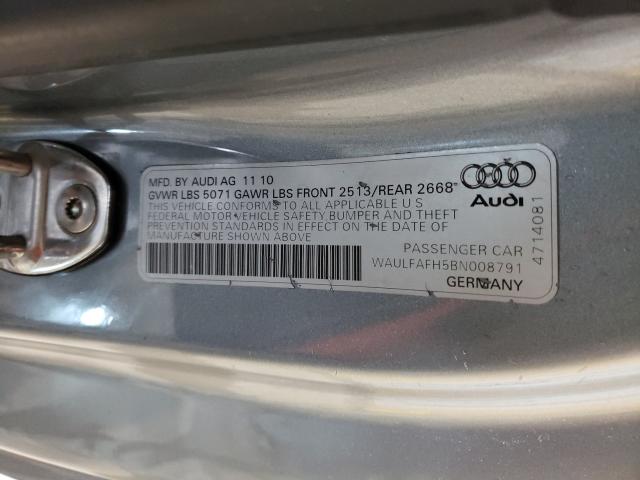 MFD. BY AUDI AG 11 10
GVWR LBS 5071 GAWR LBS FRONT 2513/REAR 2668"
THIS VEHICLE CONFORMS TO ALL APPLICABLE U S
FEDERAL MOTOR VEHICLE SAFETY, BUMPER AND THEFT
PREVENTION STANDARDS IN EFFECT ON THE DATE OF
MANUFACTURE SHOWN ABOVE
PASSENGER CAR
WAULFAFH5BN008791
GERMANY
Audi
4714081